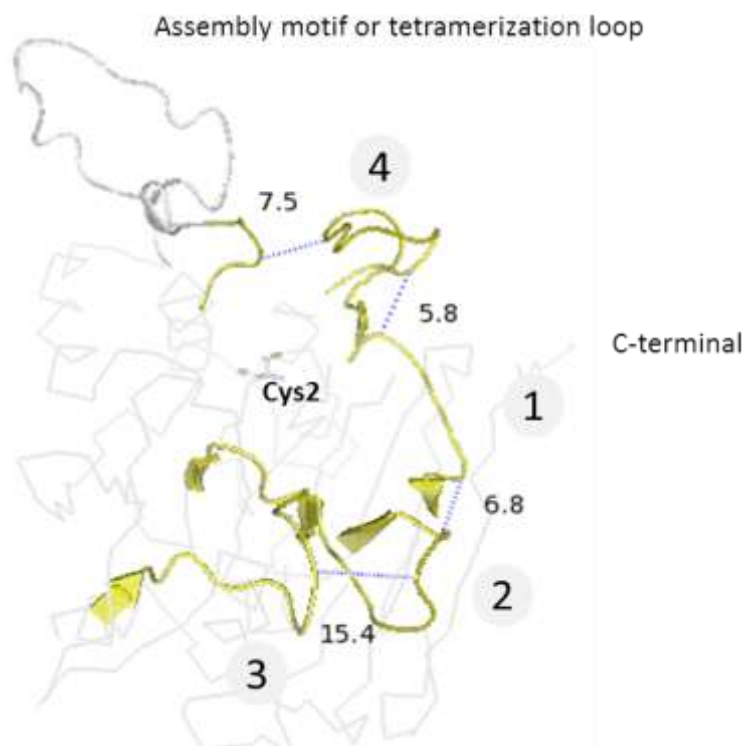 Assembly motif or tetramerization loop
4
7.5
5.8
C-terminal
Cys2
1
6.8
2
15.4
3